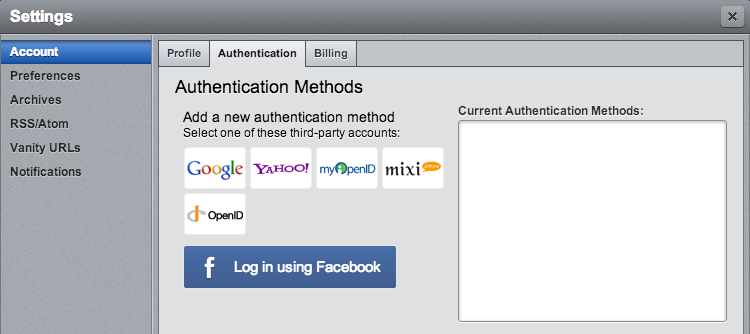 Settings
Account
Preferences
Archives
RSS/Atom
Vanity URLs
Notifications
Profile
Authentication
Billing
Authentication Methods
Add a new authentication method
Select one of these third-party accounts:
Google
YAHOO!
myOpenID
mixi
OpenID
f Log in using Facebook
Current Authentication Methods: